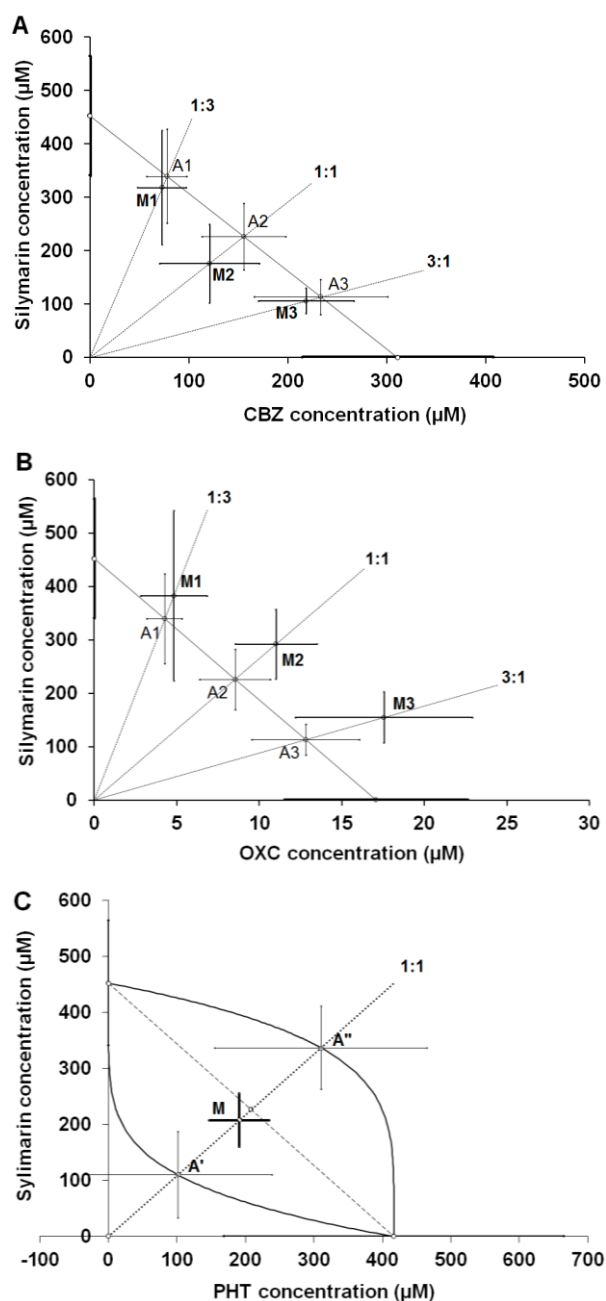 A
Silymarin concentration (µM)
600
500
400
300
200
100
0
1:3
A1
M1
1:1
A2
M2
3:1
A3
M3
0 100 200 300 400 500
CBZ concentration (µM)
B
Silymarin concentration (µM)
600
500
400
300
200
100
0
1:3
M1
A1
1:1
M2
A2
3:1
M3
A3
0 5 10 15 20 25 30
OXC concentration (µM)
C
Sylimarin concentration (µM)
600
500
400
300
200
100
0
1:1
A"
M
A'
-100 0 100 200 300 400 500 600 700
PHT concentration (µM)